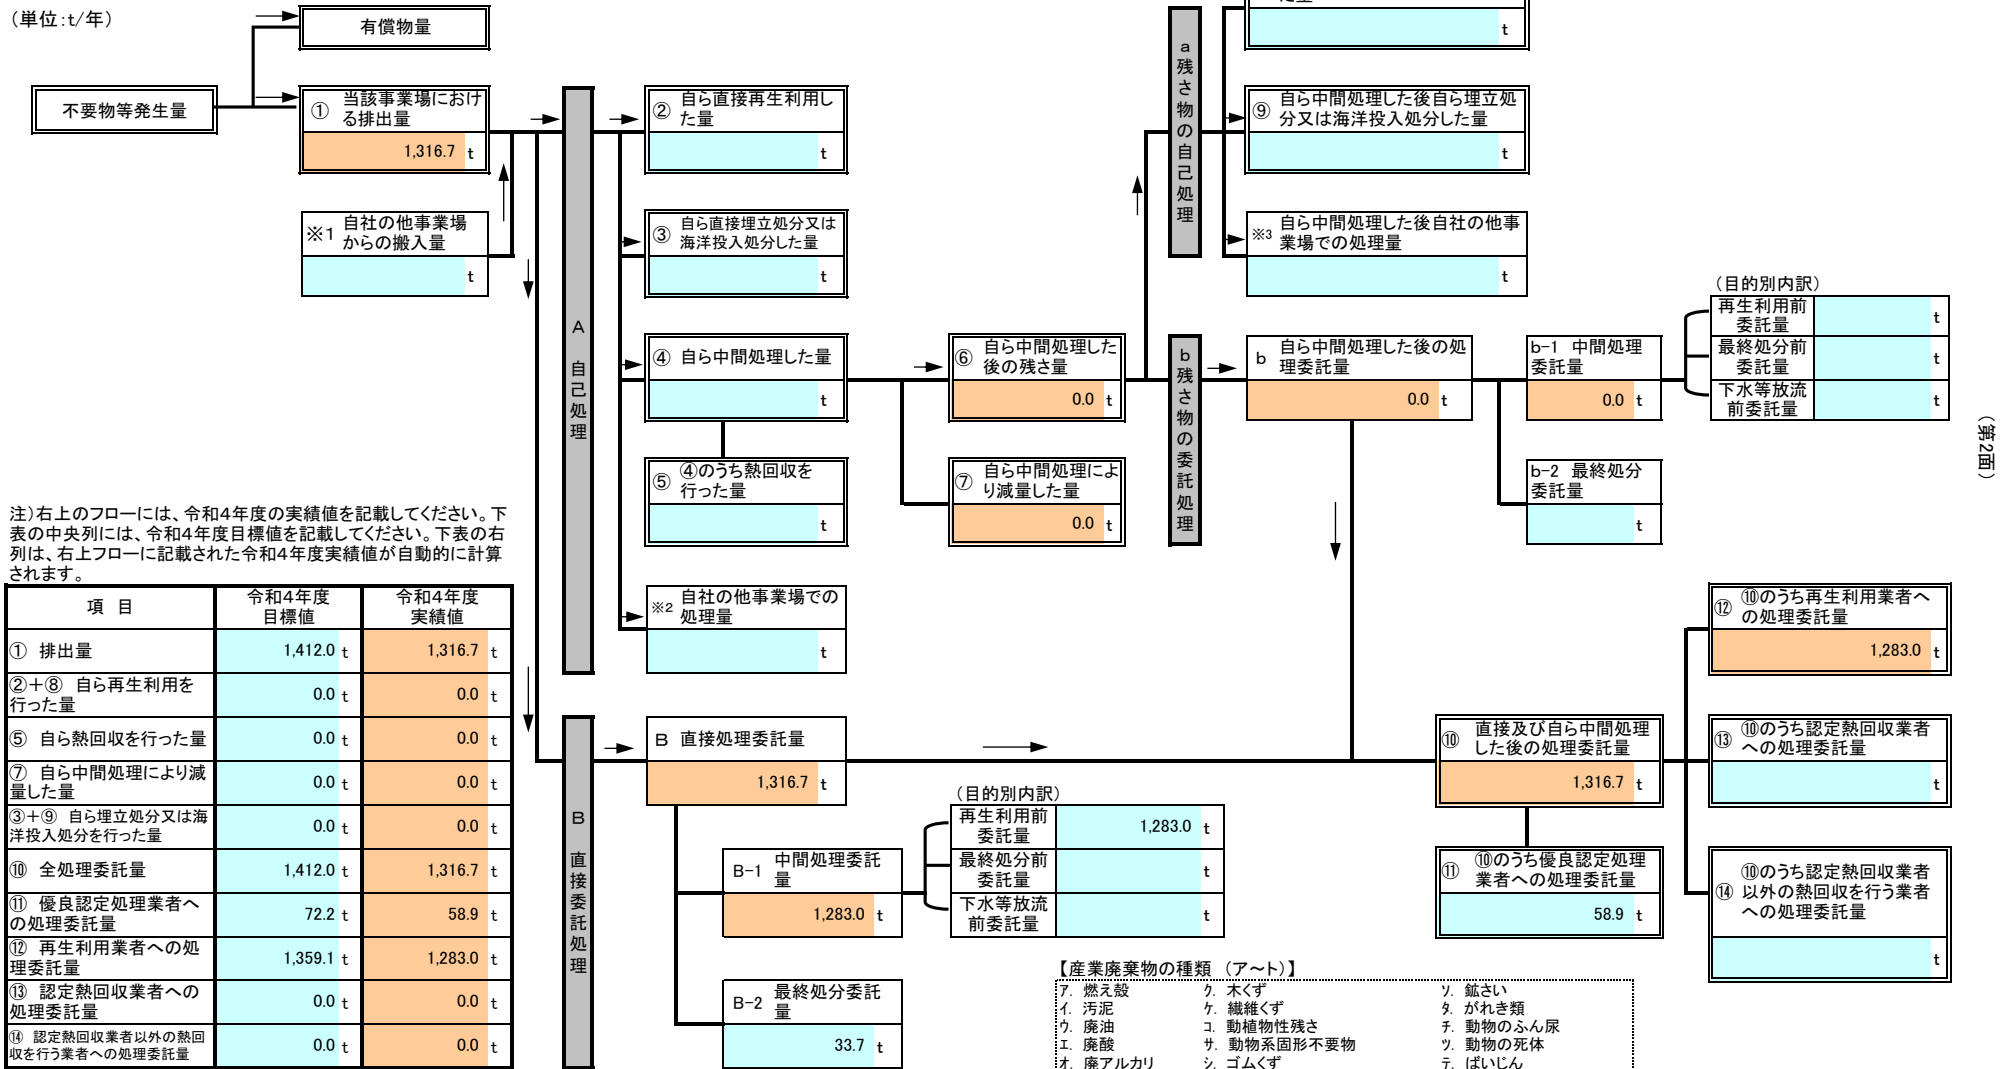 (単位:t/年)
有償物量
不要物等発生量
① 当該事業場におけ
る排出量
1,316.7 t
※1 自社の他事業場
からの搬入量
t
A 自己処理
② 自ら直接再生利用し
た量
t
③ 自ら直接埋立処分又は
海洋投入処分した量
t
④ 自ら中間処理した量
t
⑤ ④のうち熱回収を
行った量
t
※2 自社の他事業場での
処理量
t
⑥ 自ら中間処理した
後の残さ量
0.0 t
⑦ 自ら中間処理によ
り減量した量
0.0 t
a 残さ物の自己処理
t
⑨ 自ら中間処理した後自ら埋立処
分又は海洋投入処分した量
t
※3 自ら中間処理した後自社の他事
業場での処理量
t
b 残さ物の委託処理
b 自ら中間処理した後の処
理委託量
0.0 t
b-1 中間処理
委託量
0.0 t
b-2 最終処分
委託量
t
(目的別内訳)
再生利用前
委託量
t
最終処分前
委託量
t
下水等放流
前委託量
t
(第2面)
注)右上のフローには、令和4年度の実績値を記載してください。下
表の中央列には、令和4年度目標値を記載してください。下表の右
列は、右上フローに記載された令和4年度実績値が自動的に計算
されます。
項 目
令和4年度
目標値
令和4年度
実績値
① 排出量
1,412.0 t
1,316.7 t
②+⑧ 自ら再生利用を
行った量
0.0 t
0.0 t
⑤ 自ら熱回収を行った量
0.0 t
0.0 t
⑦ 自ら中間処理により減
量した量
0.0 t
0.0 t
③+⑨ 自ら埋立処分又は海
洋投入処分を行った量
0.0 t
0.0 t
⑩ 全処理委託量
1,412.0 t
1,316.7 t
⑪ 優良認定処理業者へ
の処理委託量
72.2 t
58.9 t
⑫ 再生利用業者への処
理委託量
1,359.1 t
1,283.0 t
⑬ 認定熱回収業者への
処理委託量
0.0 t
0.0 t
⑭ 認定熱回収業者以外の熱回
収を行う業者への処理委託量
0.0 t
0.0 t
B 直接委託処理
B 直接処理委託量
1,316.7 t
B-1 中間処理委託
量
1,283.0 t
B-2 最終処分委託
量
33.7 t
(目的別内訳)
再生利用前
委託量
1,283.0 t
最終処分前
委託量
t
下水等放流
前委託量
t
⑩ 直接及び自ら中間処理
した後の処理委託量
1,316.7 t
⑪ ⑩のうち優良認定処理
業者への処理委託量
58.9 t
⑫ ⑩のうち再生利用業者へ
の処理委託量
1,283.0 t
⑬ ⑩のうち認定熱回収業者
への処理委託量
t
⑭ ⑩のうち認定熱回収業者
以外の熱回収を行う業者
への処理委託量
t
【産業廃棄物の種類 (ア~ト)】
ア. 燃え殻 ク. 木くず ソ. 鉱さい
イ. 汚泥 ケ. 繊維くず タ. がれき類
ウ. 廃油 コ. 動植物性残さ チ. 動物のふん尿
エ. 廃酸 サ. 動物系固形不要物 ツ. 動物の死体
オ. 廃アルカリ シ. ゴムくず テ. ばいじん